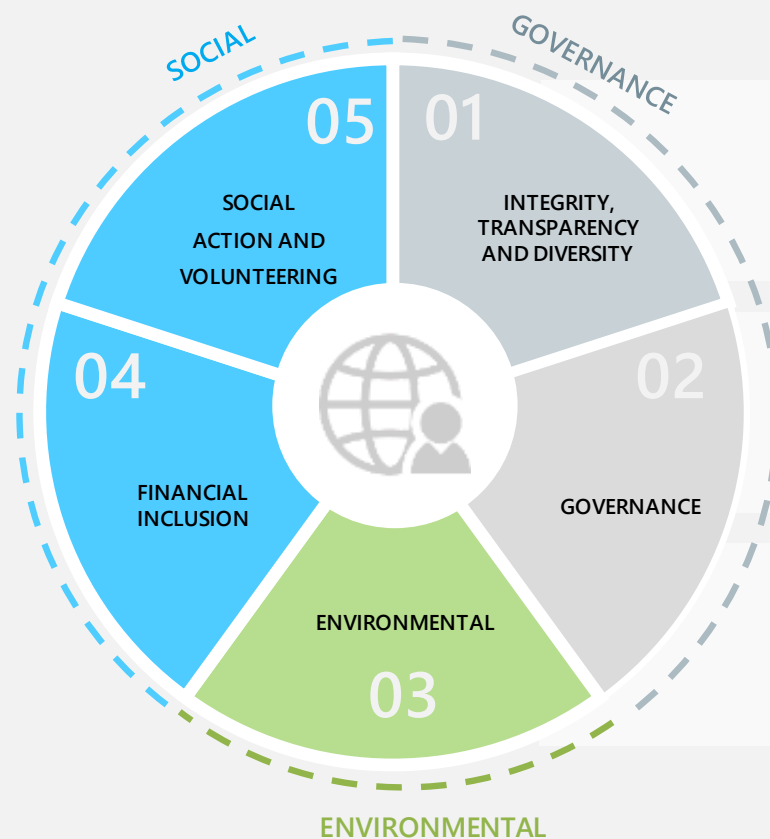 SOCIAL
GOVERNANCE
05
SOCIAL
ACTION AND
VOLUNTEERING
01
INTEGRITY,
TRANSPARENCY
AND DIVERSITY
04
FINANCIAL
INCLUSION
02
GOVERNANCE
ENVIRONMENTAL
03
ENVIRONMENTAL